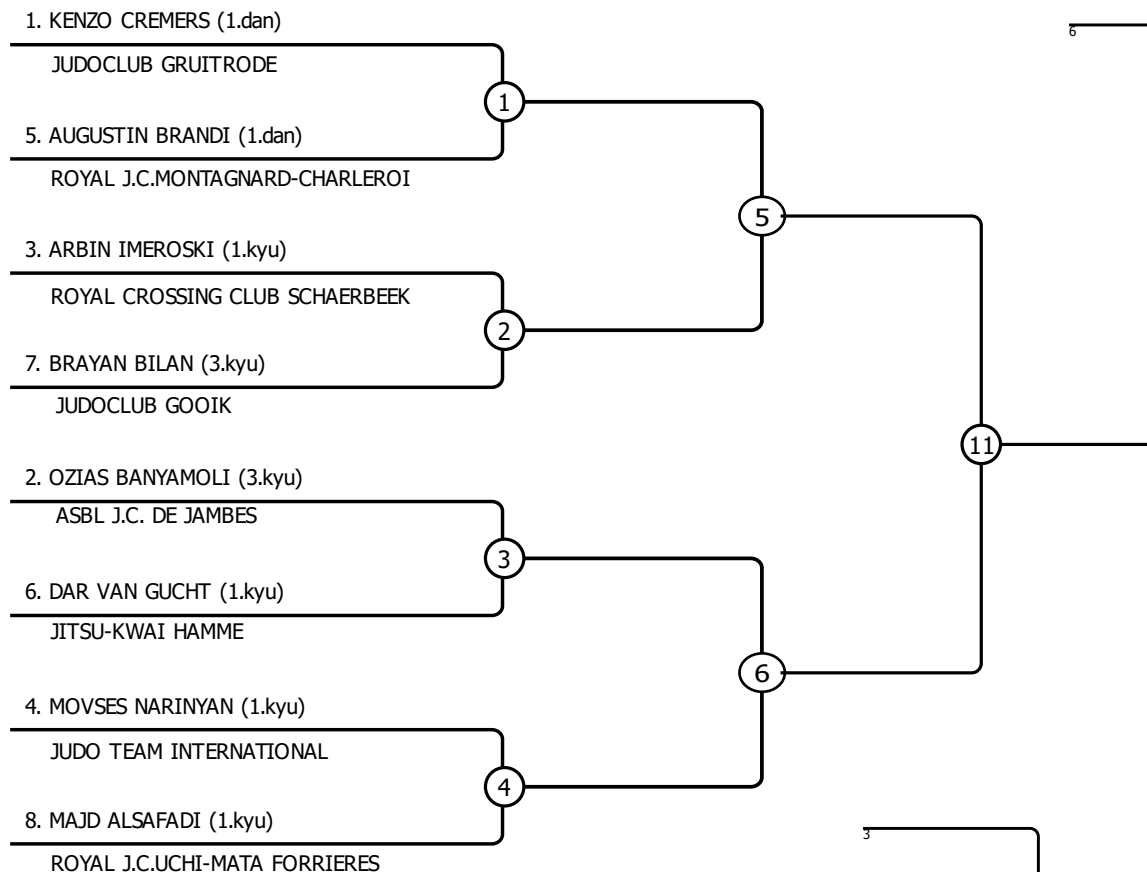 1. KENZO CREMERS (1.dan)
JUDOCLUB GRUITRODE
1
5. AUGUSTIN BRANDI (1.dan)
ROYAL J.C.MONTAGNARD-CHARLEROI
5
3. ARBIN IMEROSKI (1.kyu)
ROYAL CROSSING CLUB SCHAERBEEK
2
7. BRAYAN BILAN (3.kyu)
JUDOCLUB GOOIK
11
2. OZIAS BANYAMOLI (3.kyu)
ASBL J.C. DE JAMBES
3
6. DAR VAN GUCHT (1.kyu)
JITSU-KWAI HAMME
6
4. MOVSES NARINYAN (1.kyu)
JUDO TEAM INTERNATIONAL
4
8. MAJD ALSAFADI (1.kyu)
ROYAL J.C.UCHI-MATA FORRIERES
6
3